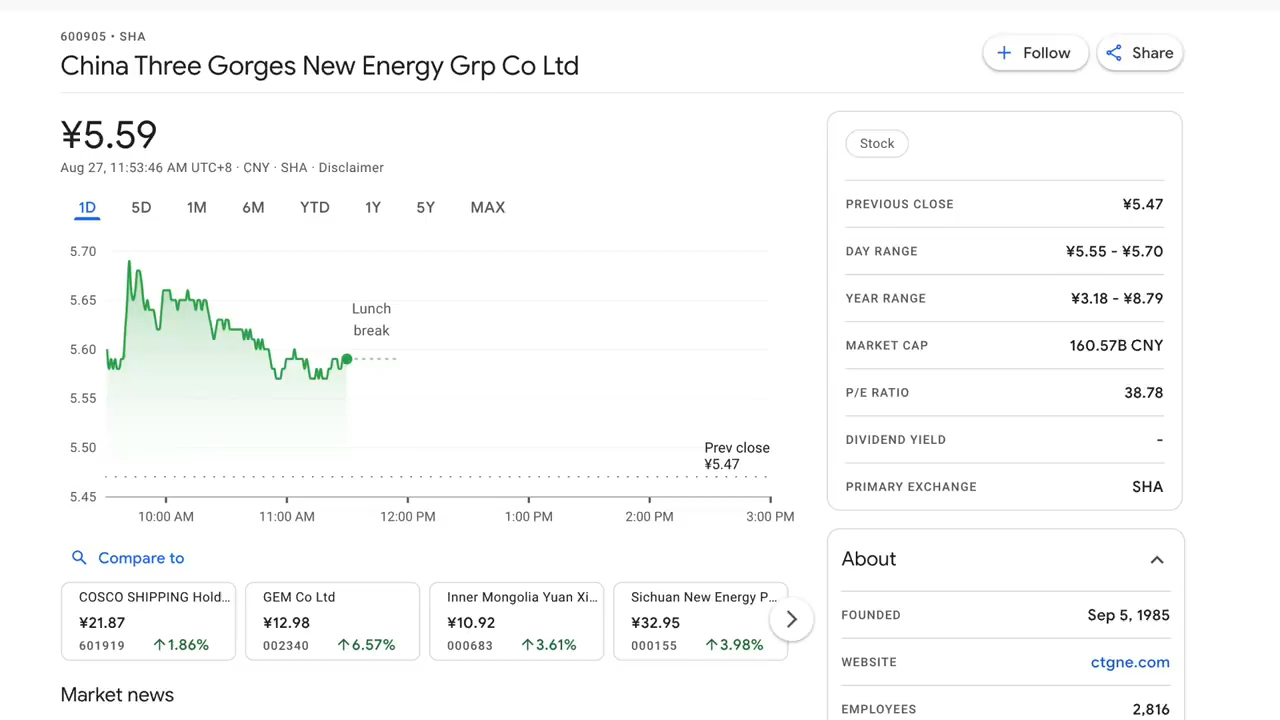 600905 • SHA
China Three Gorges New Energy Grp Co Ltd
Follow
Share
¥5.59
Aug 27, 11:53:46 AM UTC+8 · CNY · SHA · Disclaimer
1D 5D 1M 6M YTD 1Y 5Y MAX
5.70
5.65
5.60
5.55
5.50
5.45
Lunch
break
Prev close
¥5.47
10:00 AM 11:00 AM 12:00 PM 1:00 PM 2:00 PM 3:00 PM
Compare to
COSCO SHIPPING Hold...
¥21.87
601919 ↑1.86%
GEM Co Ltd
¥12.98
002340 ↑6.57%
Inner Mongolia Yuan Xi...
¥10.92
000683 ↑3.61%
Sichuan New Energy P...
¥32.95
000155 ↑3.98%
Market news
Stock
PREVIOUS CLOSE ¥5.47
DAY RANGE ¥5.55 - ¥5.70
YEAR RANGE ¥3.18 - ¥8.79
MARKET CAP 160.57B CNY
P/E RATIO 38.78
DIVIDEND YIELD -
PRIMARY EXCHANGE SHA
About
FOUNDED Sep 5, 1985
WEBSITE ctgne.com
EMPLOYEES 2,816